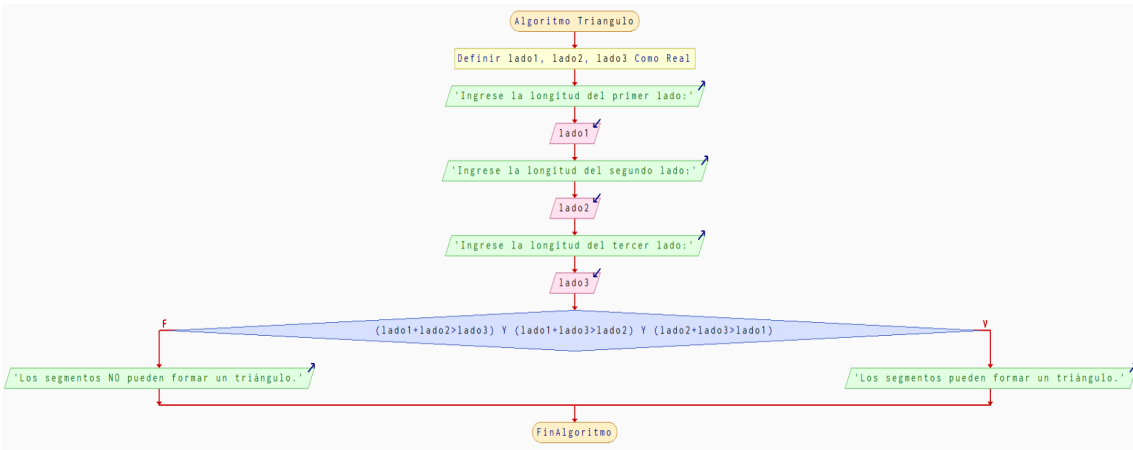 Algoritmo Triangulo
Definir lado1, lado2, lado3 Como Real
'Ingrese la longitud del primer lado:'
lado1
'Ingrese la longitud del segundo lado:'
lado2
'Ingrese la longitud del tercer lado:'
lado3
F
V
(lado1+lado2>lado3) Y (lado1+lado3>lado2) Y (lado2+lado3>lado1)
'Los segmentos NO pueden formar un triángulo.'
'Los segmentos pueden formar un triángulo.'
FinAlgoritmo